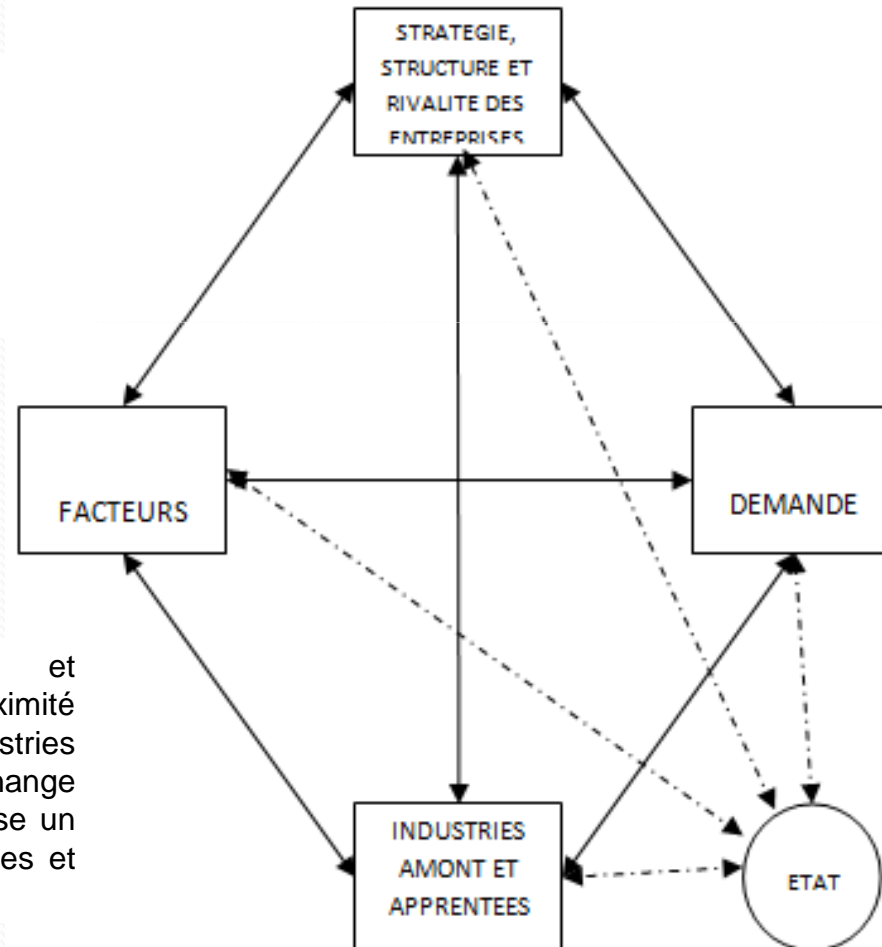 STRATEGIE,
STRUCTURE ET
RIVALITE DES
ENTREPRISES
FACTEURS
DEMANDE
et
ximité
stries
hange
se un
es et
INDUSTRIES
AMONT ET
APPRENTEES
ETAT